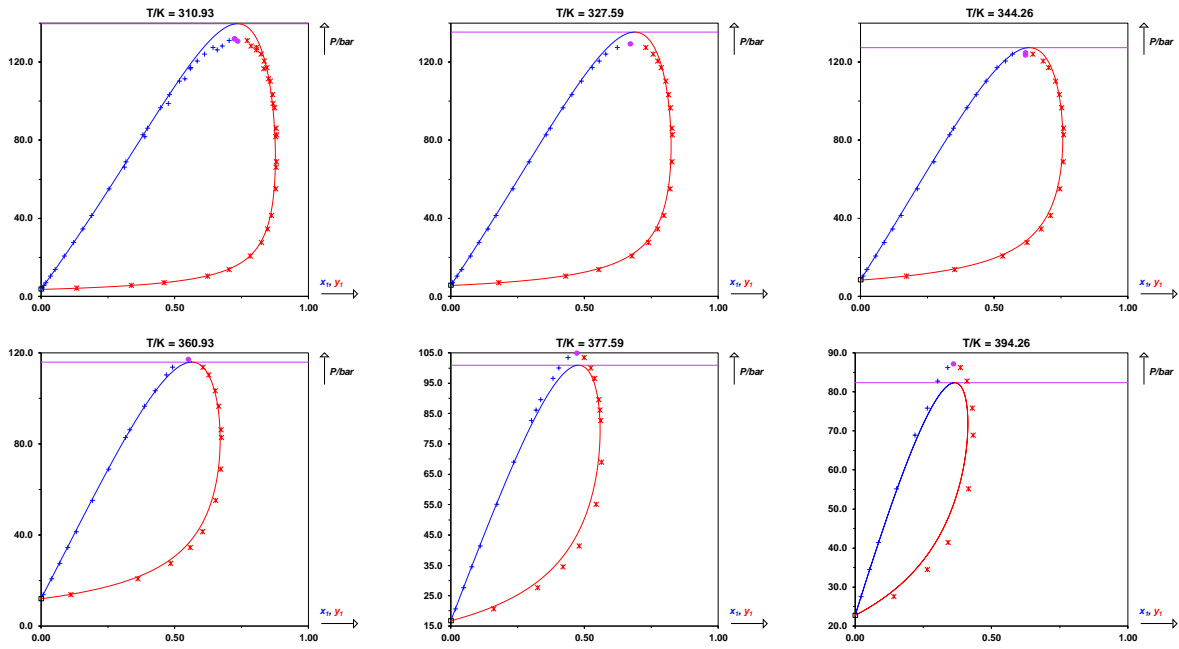 T/K = 310.93
P/bar
120.0
80.0
40.0
0.0
0.00
0.50
1.00
x₁, y₁
T/K = 327.59
P/bar
120.0
80.0
40.0
0.0
0.00
0.50
1.00
x₁, y₁
T/K = 344.26
P/bar
120.0
80.0
40.0
0.0
0.00
0.50
1.00
x₁, y₁
T/K = 360.93
P/bar
120.0
80.0
40.0
0.0
0.00
0.50
1.00
x₁, y₁
T/K = 377.59
P/bar
105.0
95.0
85.0
75.0
65.0
55.0
45.0
35.0
25.0
15.0
0.00
0.50
1.00
x₁, y₁
T/K = 394.26
P/bar
90.0
80.0
70.0
60.0
50.0
40.0
30.0
20.0
0.00
0.50
1.00
x₁, y₁